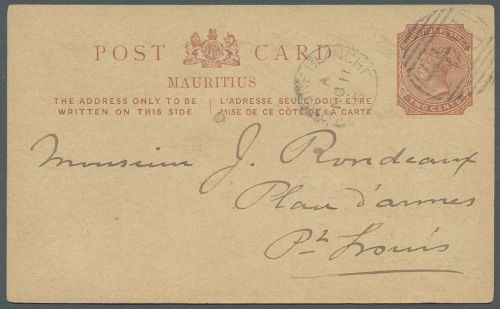 POST CARD
MAURITIUS
THE ADDRESS ONLY TO BE WRITTEN ON THIS SIDE
L'ADRESSE SEULE DOIT-ÊTRE MISE DE CE CÔTÉ DE LA CARTE
TWO CENTS
Monsieur J. Rondeaux
Place d'armes
Pt Louis